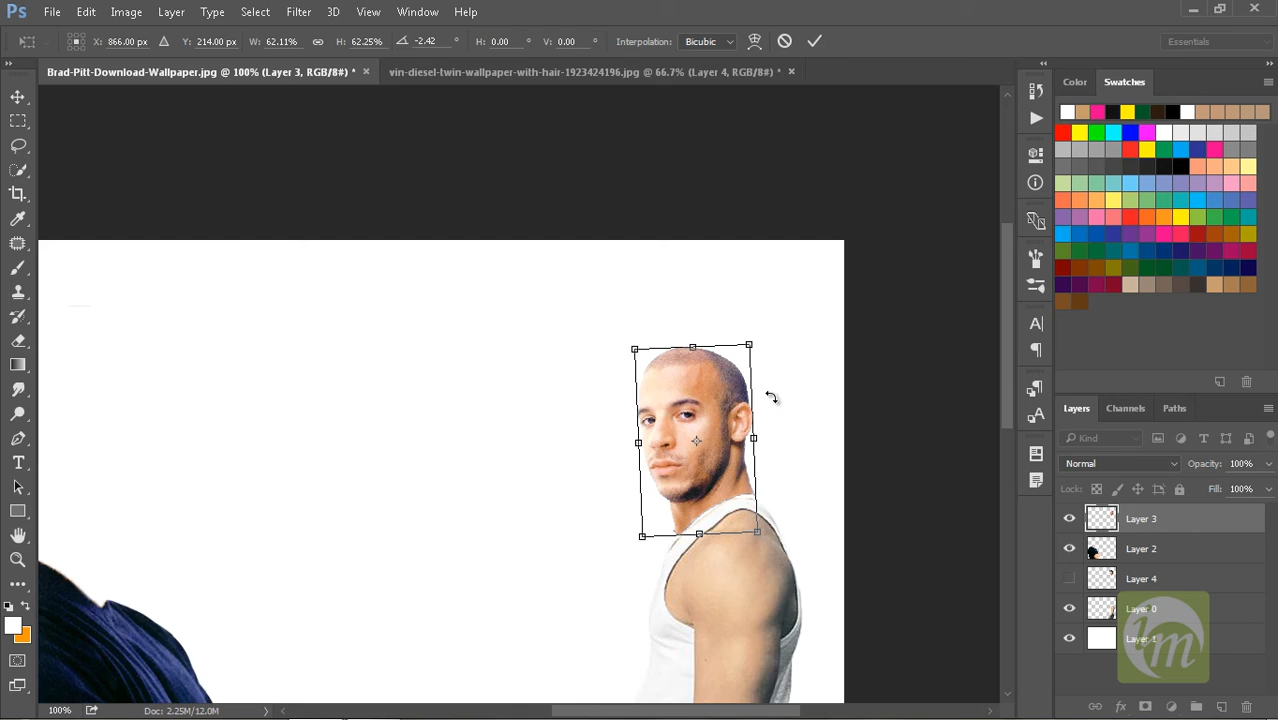 Ps File Edit Image Layer Type Select Filter 3D View Window Help
X: 866.00 px Y: 214.00 px W: 62.11% H: 62.25% -2.42 ° H: 0.00 ° V: 0.00 ° Interpolation: Bicubic Essentials
Brad-Pitt-Download-Wallpaper.jpg @ 100% (Layer 3, RGB/8#) * × vin-diesel-twin-wallpaper-with-hair-1923424196.jpg @ 66.7% (Layer 4, RGB/8#) * ×
Color Swatches
Layers Channels Paths
Kind
Normal Opacity: 100%
Lock: Fill: 100%
Layer 3
Layer 2
Layer 4
Layer 0
Layer 1
100% Doc: 2.25M/12.0M